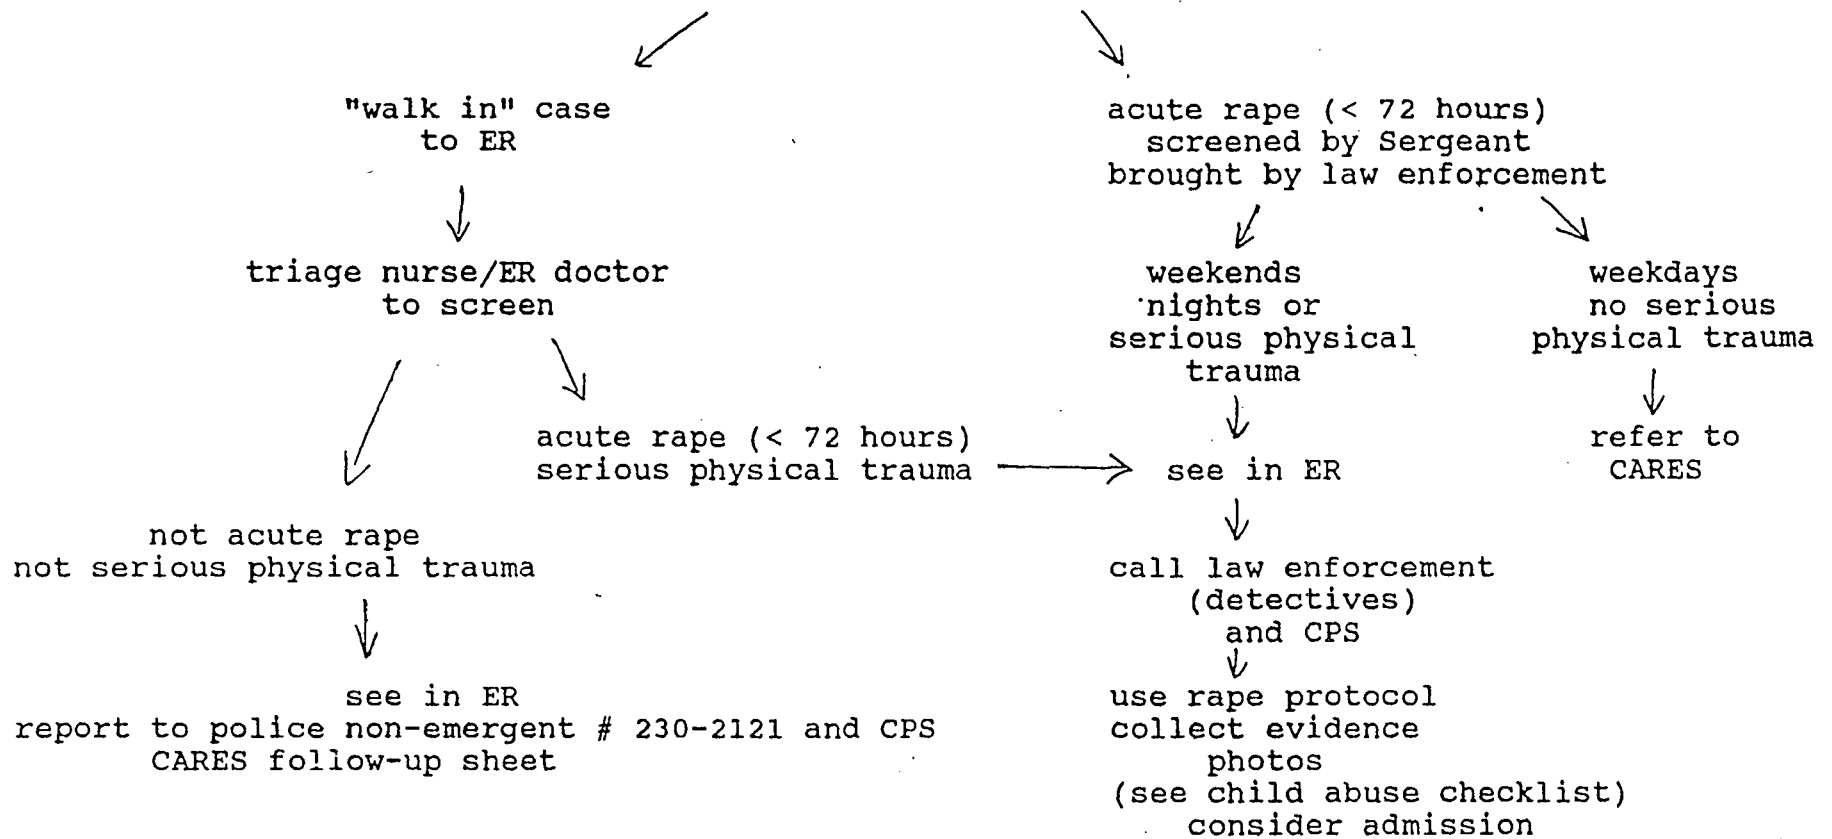 "walk in" case
to ER
triage nurse/ER doctor
to screen
acute rape (< 72 hours)
serious physical trauma
not acute rape
not serious physical trauma
see in ER
report to police non-emergent # 230-2121 and CPS
CARES follow-up sheet
acute rape (< 72 hours)
screened by Sergeant
brought by law enforcement
weekends
nights or
serious physical
trauma
weekdays
no serious
physical trauma
refer to
CARES
see in ER
call law enforcement
(detectives)
and CPS
use rape protocol
collect evidence
photos
(see child abuse checklist)
consider admission